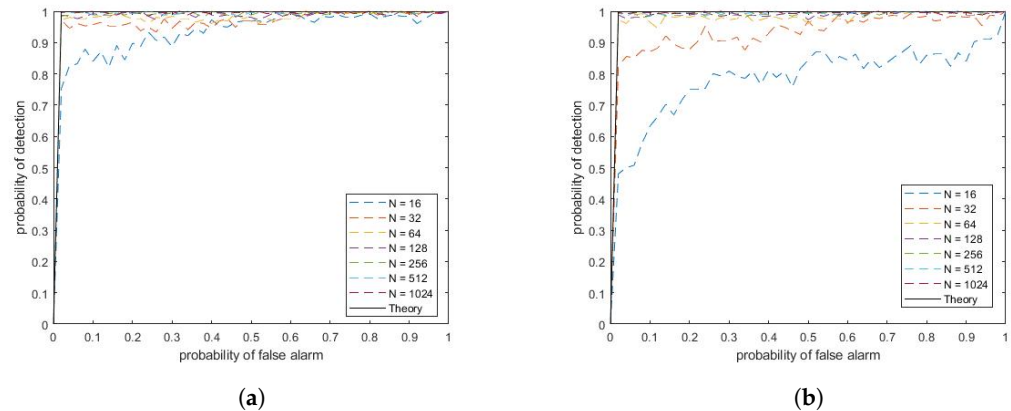 1
0.9
0.8
0.7
0.6
0.5
0.4
0.3
0.2
0.1
0
probability of detection
0 0.1 0.2 0.3 0.4 0.5 0.6 0.7 0.8 0.9 1
probability of false alarm
N = 16
N = 32
N = 64
N = 128
N = 256
N = 512
N = 1024
Theory
(a)
1
0.9
0.8
0.7
0.6
0.5
0.4
0.3
0.2
0.1
0
probability of detection
0 0.1 0.2 0.3 0.4 0.5 0.6 0.7 0.8 0.9 1
probability of false alarm
N = 16
N = 32
N = 64
N = 128
N = 256
N = 512
N = 1024
Theory
(b)